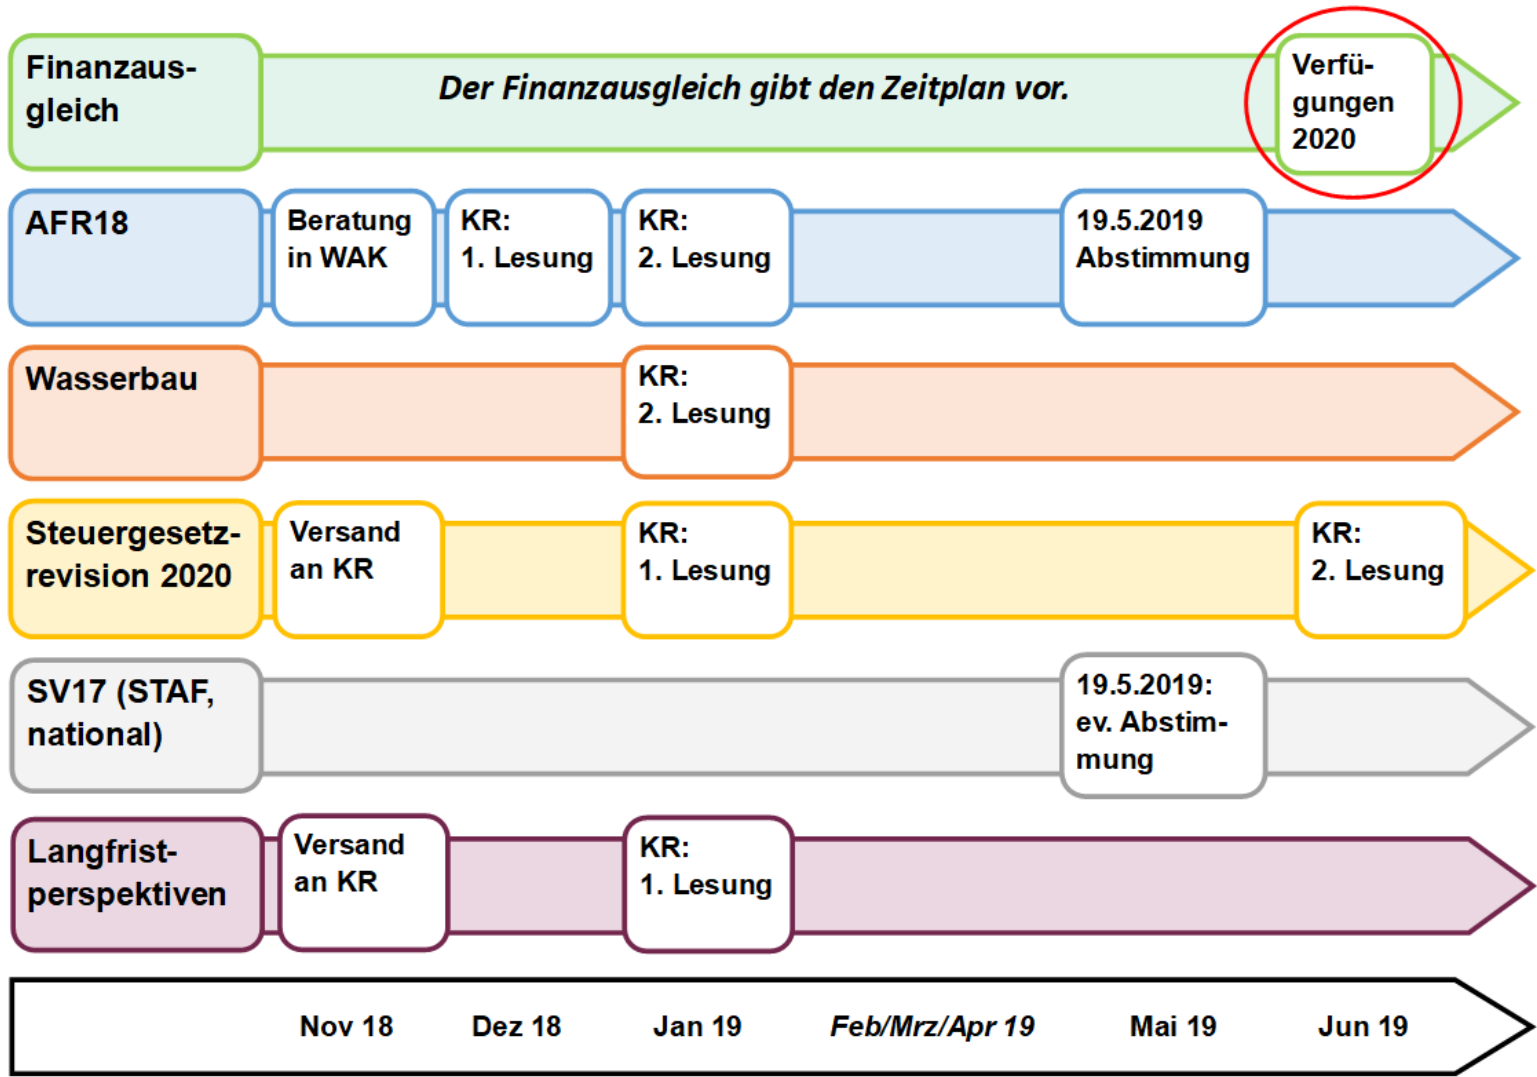 Finanzaus-
gleich
Der Finanzausgleich gibt den Zeitplan vor.
Verfü-
gungen
2020
AFR18
Beratung
in WAK
KR:
1. Lesung
KR:
2. Lesung
19.5.2019
Abstimmung
Wasserbau
KR:
2. Lesung
Steuergesetz-
revision 2020
Versand
an KR
KR:
1. Lesung
KR:
2. Lesung
SV17 (STAF,
national)
19.5.2019:
ev. Abstim-
mung
Langfrist-
perspektiven
Versand
an KR
KR:
1. Lesung
Nov 18 Dez 18 Jan 19 Feb/Mrz/Apr 19 Mai 19 Jun 19